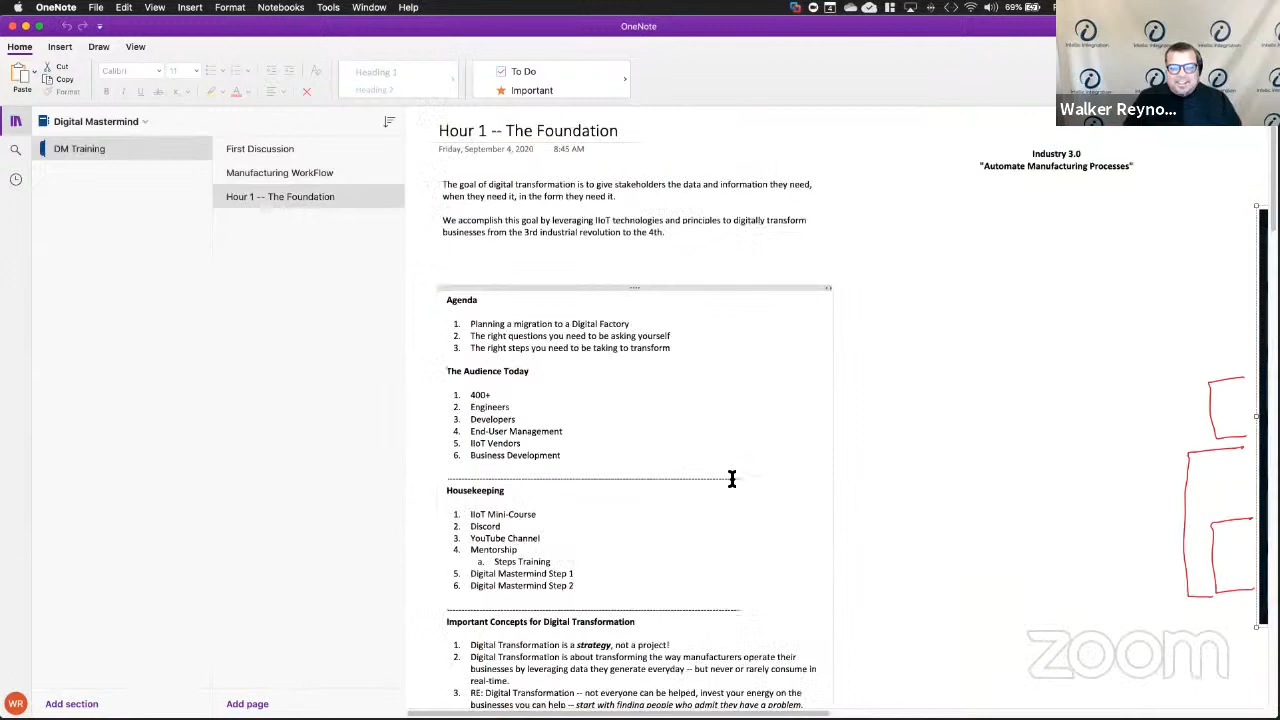 OneNote File Edit View Insert Format Notebooks Tools Window Help
69%
OneNote
Home Insert Draw View
Paste
Cut
Copy
Format
Calibri 11
Heading 1
Heading 2
To Do
Important
Walker Reyno...
Digital Mastermind
DM Training
First Discussion
Manufacturing WorkFlow
Hour 1 -- The Foundation
Hour 1 -- The Foundation
Friday, September 4, 2020 8:45 AM
Industry 3.0
"Automate Manufacturing Processes"
The goal of digital transformation is to give stakeholders the data and information they need,
when they need it, in the form they need it.
We accomplish this goal by leveraging IIoT technologies and principles to digitally transform
businesses from the 3rd industrial revolution to the 4th.
Agenda
1. Planning a migration to a Digital Factory
2. The right questions you need to be asking yourself
3. The right steps you need to be taking to transform
The Audience Today
1. 400+
2. Engineers
3. Developers
4. End-User Management
5. IIoT Vendors
6. Business Development
Housekeeping
1. IIoT Mini-Course
2. Discord
3. YouTube Channel
4. Mentorship
a. Steps Training
5. Digital Mastermind Step 1
6. Digital Mastermind Step 2
Important Concepts for Digital Transformation
1. Digital Transformation is a strategy, not a project!
2. Digital Transformation is about transforming the way manufacturers operate their
businesses by leveraging data they generate everyday -- but never or rarely consume in
real-time.
3. RE: Digital Transformation -- not everyone can be helped, invest your energy on the
businesses you can help -- start with finding people who admit they have a problem.
WR
Add section
Add page
zoom